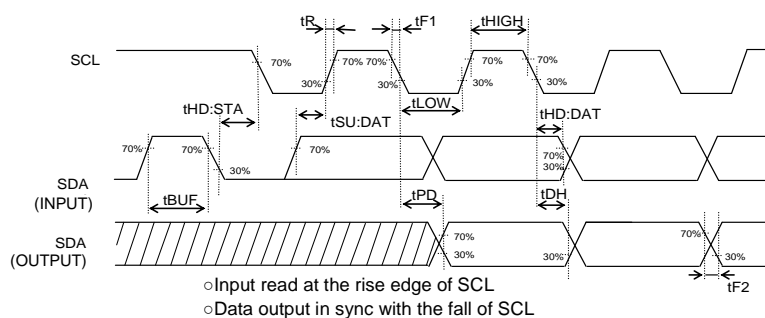 tR tF1 tHIGH
SCL 70% 30% 70% 70% 30% 30% 70% 70% 30%
tHD:STA tSU:DAT tLOW tHD:DAT
70% 70% 30% 70% 70% 30%
SDA
(INPUT)
tBUF tPD tDH
SDA
(OUTPUT)
70% 30% 30% 70% 30%
tF2
○Input read at the rise edge of SCL
○Data output in sync with the fall of SCL